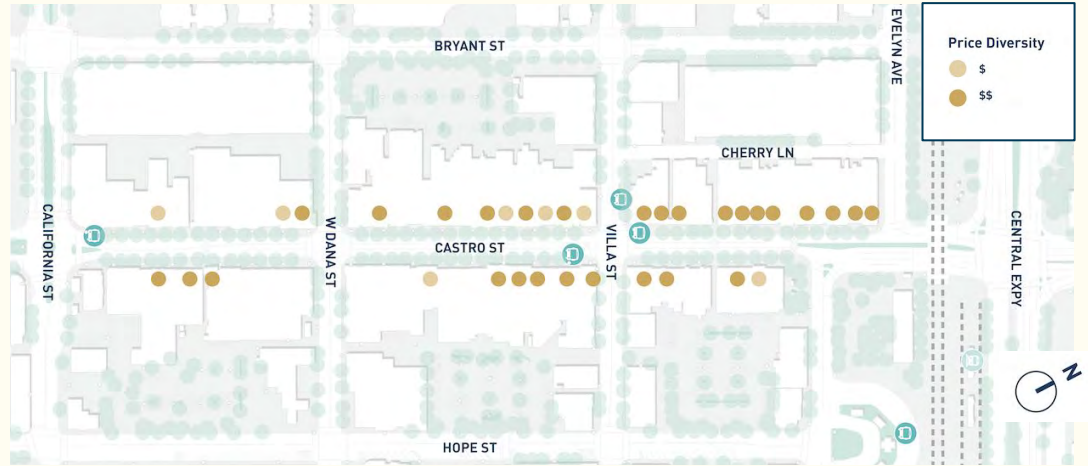 BRYANT ST
EVELYN AVE
Price Diversity
$
$$
CHERRY LN
CALIFORNIA ST
W DANA ST
CASTRO ST
VILLA ST
CENTRAL EXPY
N
HOPE ST